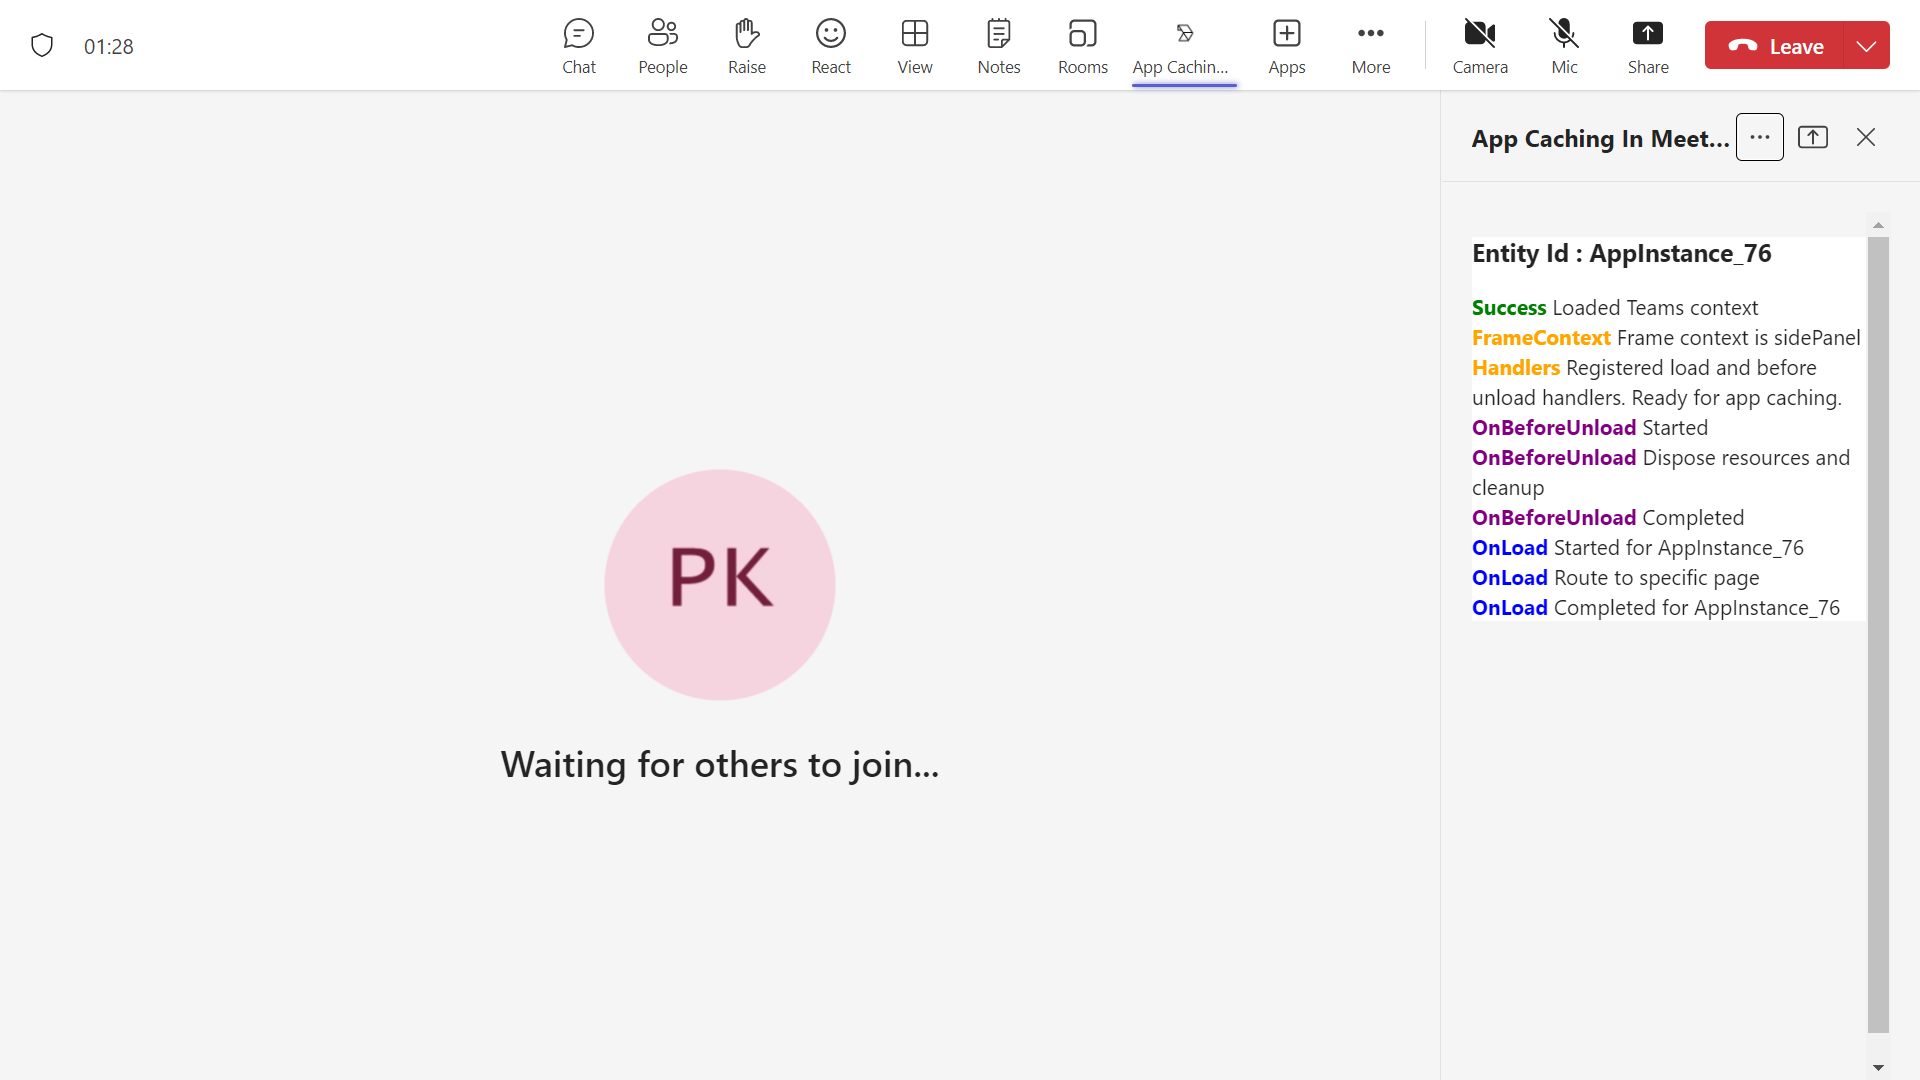 01:28
Chat
People
Raise
React
View
Notes
Rooms
App Cachin...
Apps
More
Camera
Mic
Share
Leave
App Caching In Meet...
Entity Id : AppInstance_76
Success Loaded Teams context
FrameContext Frame context is sidePanel
Handlers Registered load and before
unload handlers. Ready for app caching.
OnBeforeUnload Started
OnBeforeUnload Dispose resources and
cleanup
OnBeforeUnload Completed
OnLoad Started for AppInstance_76
OnLoad Route to specific page
OnLoad Completed for AppInstance_76
PK
Waiting for others to join...